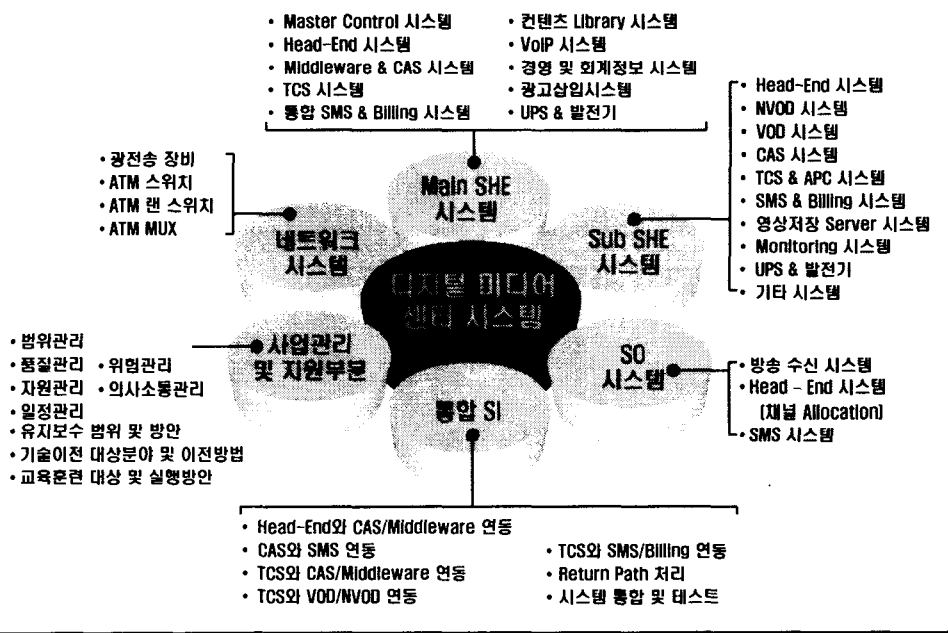 • Master Control 시스템
• Head-End 시스템
• Middleware & CAS 시스템
• TCS 시스템
• 통합 SMS & Billing 시스템
• 컨텐츠 Library 시스템
• VoIP 시스템
• 경영 및 회계정보 시스템
• 광고삽입시스템
• UPS & 발전기
• 광전송 장비
• ATM 스위치
• ATM 랜 스위치
• ATM MUX
• Head-End 시스템
• NVOD 시스템
• VOD 시스템
• CAS 시스템
• TCS & APC 시스템
• SMS & Billing 시스템
• 영상저장 Server 시스템
• Monitoring 시스템
• UPS & 발전기
• 기타 시스템
Main SHE
시스템
네트워크
시스템
Sub SHE
시스템
디지털 미디어
센터 시스템
사업관리
및 지원부문
SO
시스템
통합 SI
• 범위관리
• 품질관리 • 위험관리
• 자원관리 • 의사소통관리
• 일정관리
• 유지보수 범위 및 방안
• 기술이전 대상분야 및 이전방법
• 교육훈련 대상 및 실행방안
• 방송 수신 시스템
• Head - End 시스템
(채널 Allocation)
• SMS 시스템
• Head-End와 CAS/Middleware 연동
• CAS와 SMS 연동
• TCS와 CAS/Middleware 연동
• TCS와 VOD/NVOD 연동
• TCS와 SMS/Billing 연동
• Return Path 처리
• 시스템 통합 및 테스트